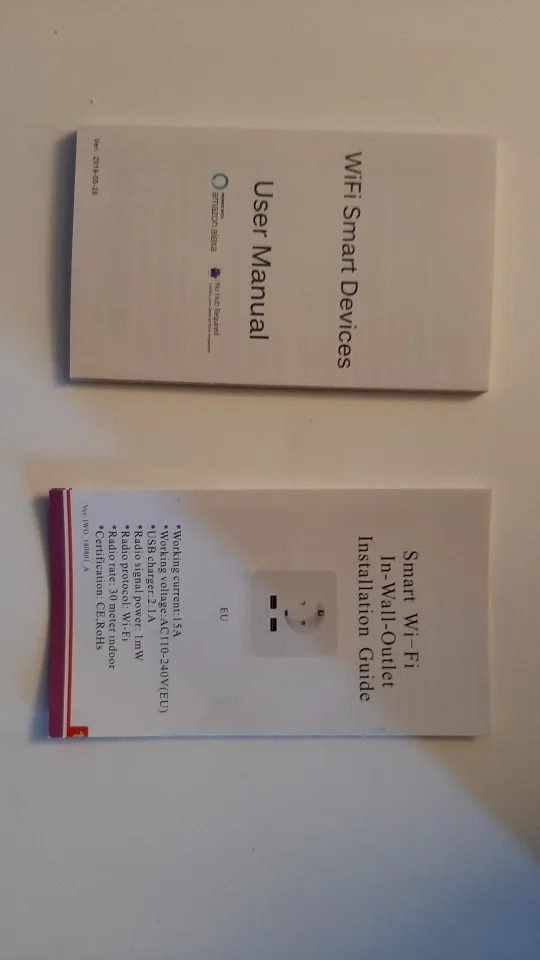 WiFi Smart Devices
User Manual
amazon alexa
No Hub Required
Ver: 2019-05-28
Smart Wi-Fi
In-Wall-Outlet
Installation Guide
EU
*Working current:15A
*Working voltage:AC110-240V(EU)
*USB charger:2.1A
*Radio signal power: 1mW
*Radio protocol: Wi-Fi
*Radio rate: 30 meter indoor
*Certification: CE,RoHs
Ver: IWO_180801_A